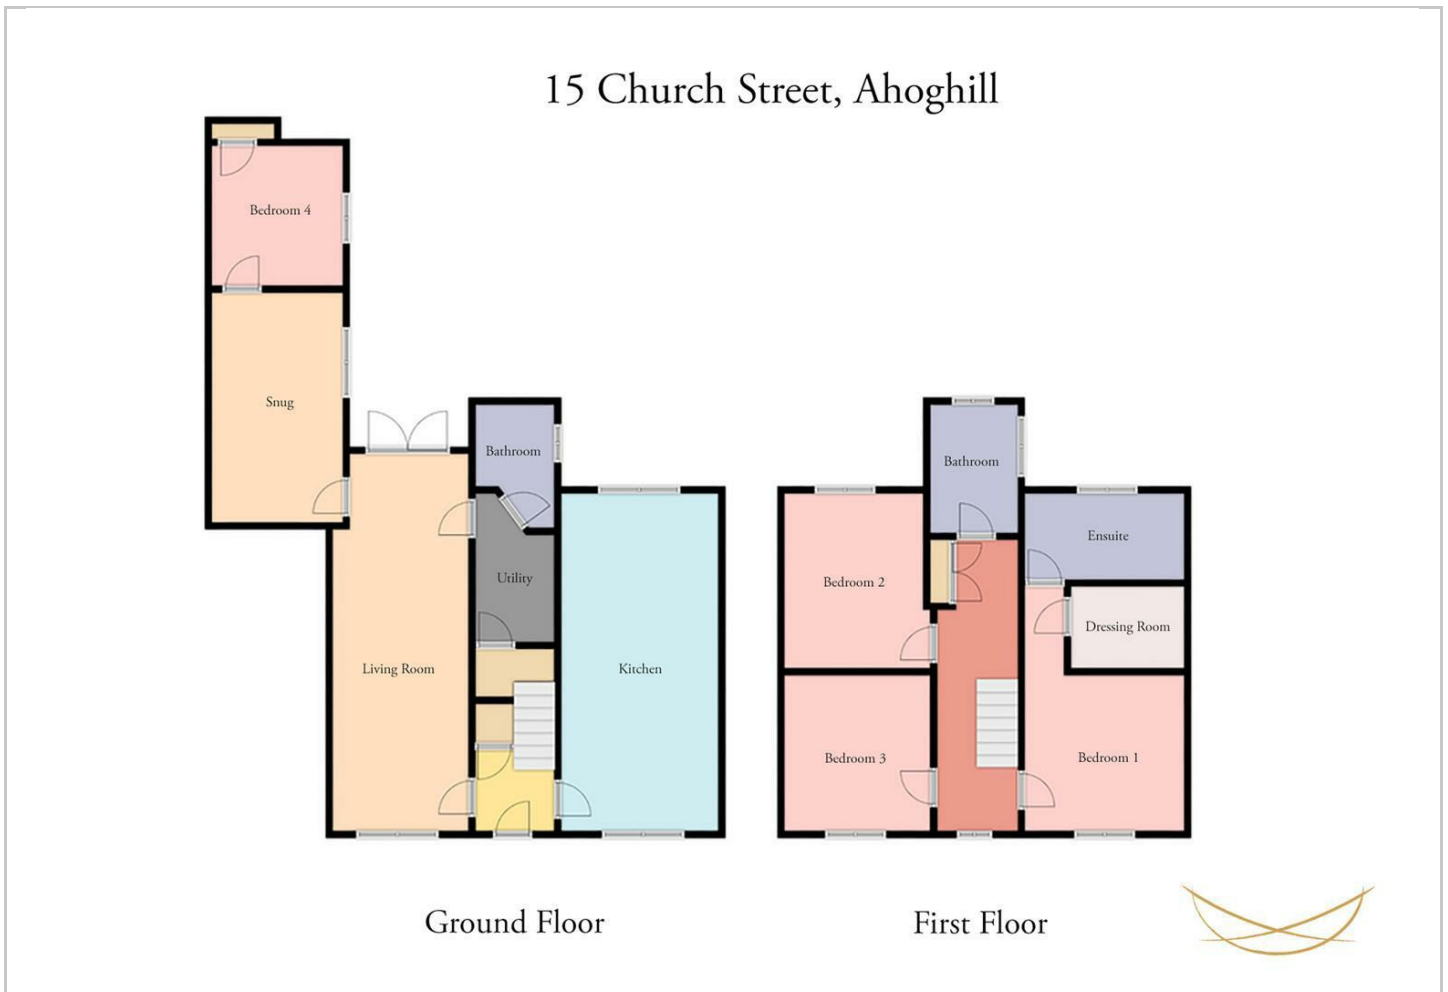 15 Church Street, Ahoghill
Bedroom 4
Snug
Bathroom
Utility
Living Room
Kitchen
Bathroom
Ensuite
Bedroom 2
Dressing Room
Bedroom 3
Bedroom 1
Ground Floor
First Floor